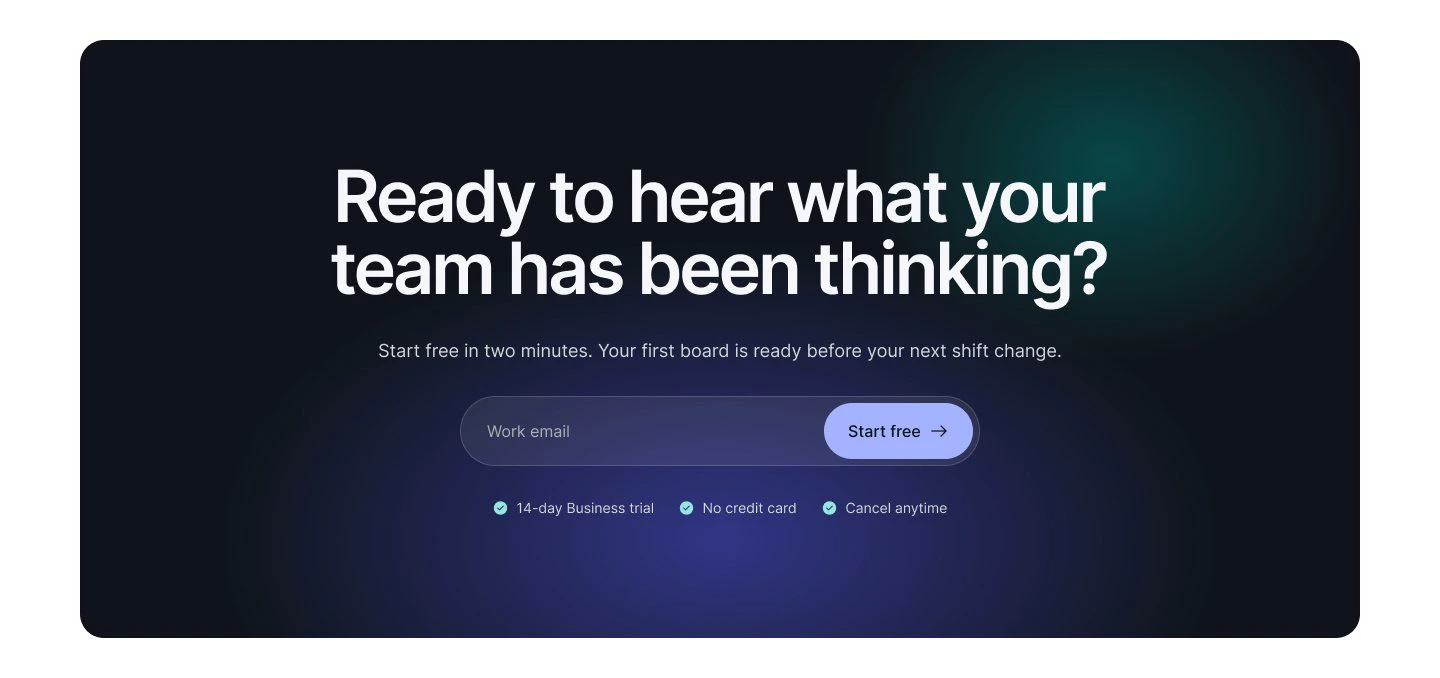 Ready to hear what your
team has been thinking?
Start free in two minutes. Your first board is ready before your next shift change.
Work email
Start free
14-day Business trial
No credit card
Cancel anytime